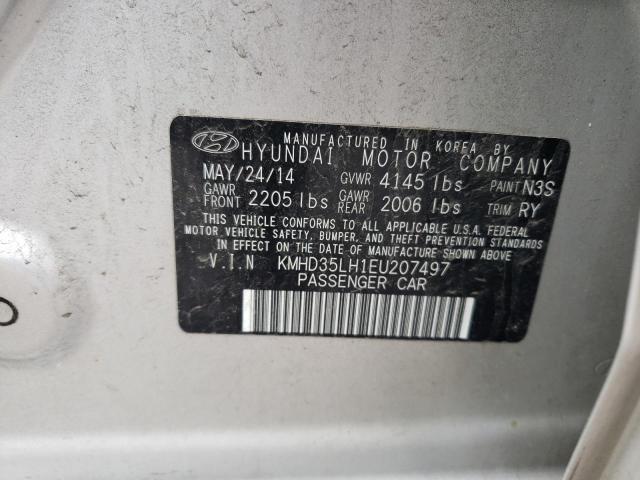 MANUFACTURED IN KOREA BY
HYUNDAI MOTOR COMPANY
MAY/24/14 GVWR 4145 lbs PAINT N3S
GAWR FRONT 2205 lbs GAWR REAR 2006 lbs TRIM RY
THIS VEHICLE CONFORMS TO ALL APPLICABLE U.S.A. FEDERAL
MOTOR VEHICLE SAFETY, BUMPER, AND THEFT PREVENTION STANDARDS
IN EFFECT ON THE DATE OF MANUFACTURE SHOWN ABOVE
V.I.N KMHD35LH1EU207497
PASSENGER CAR